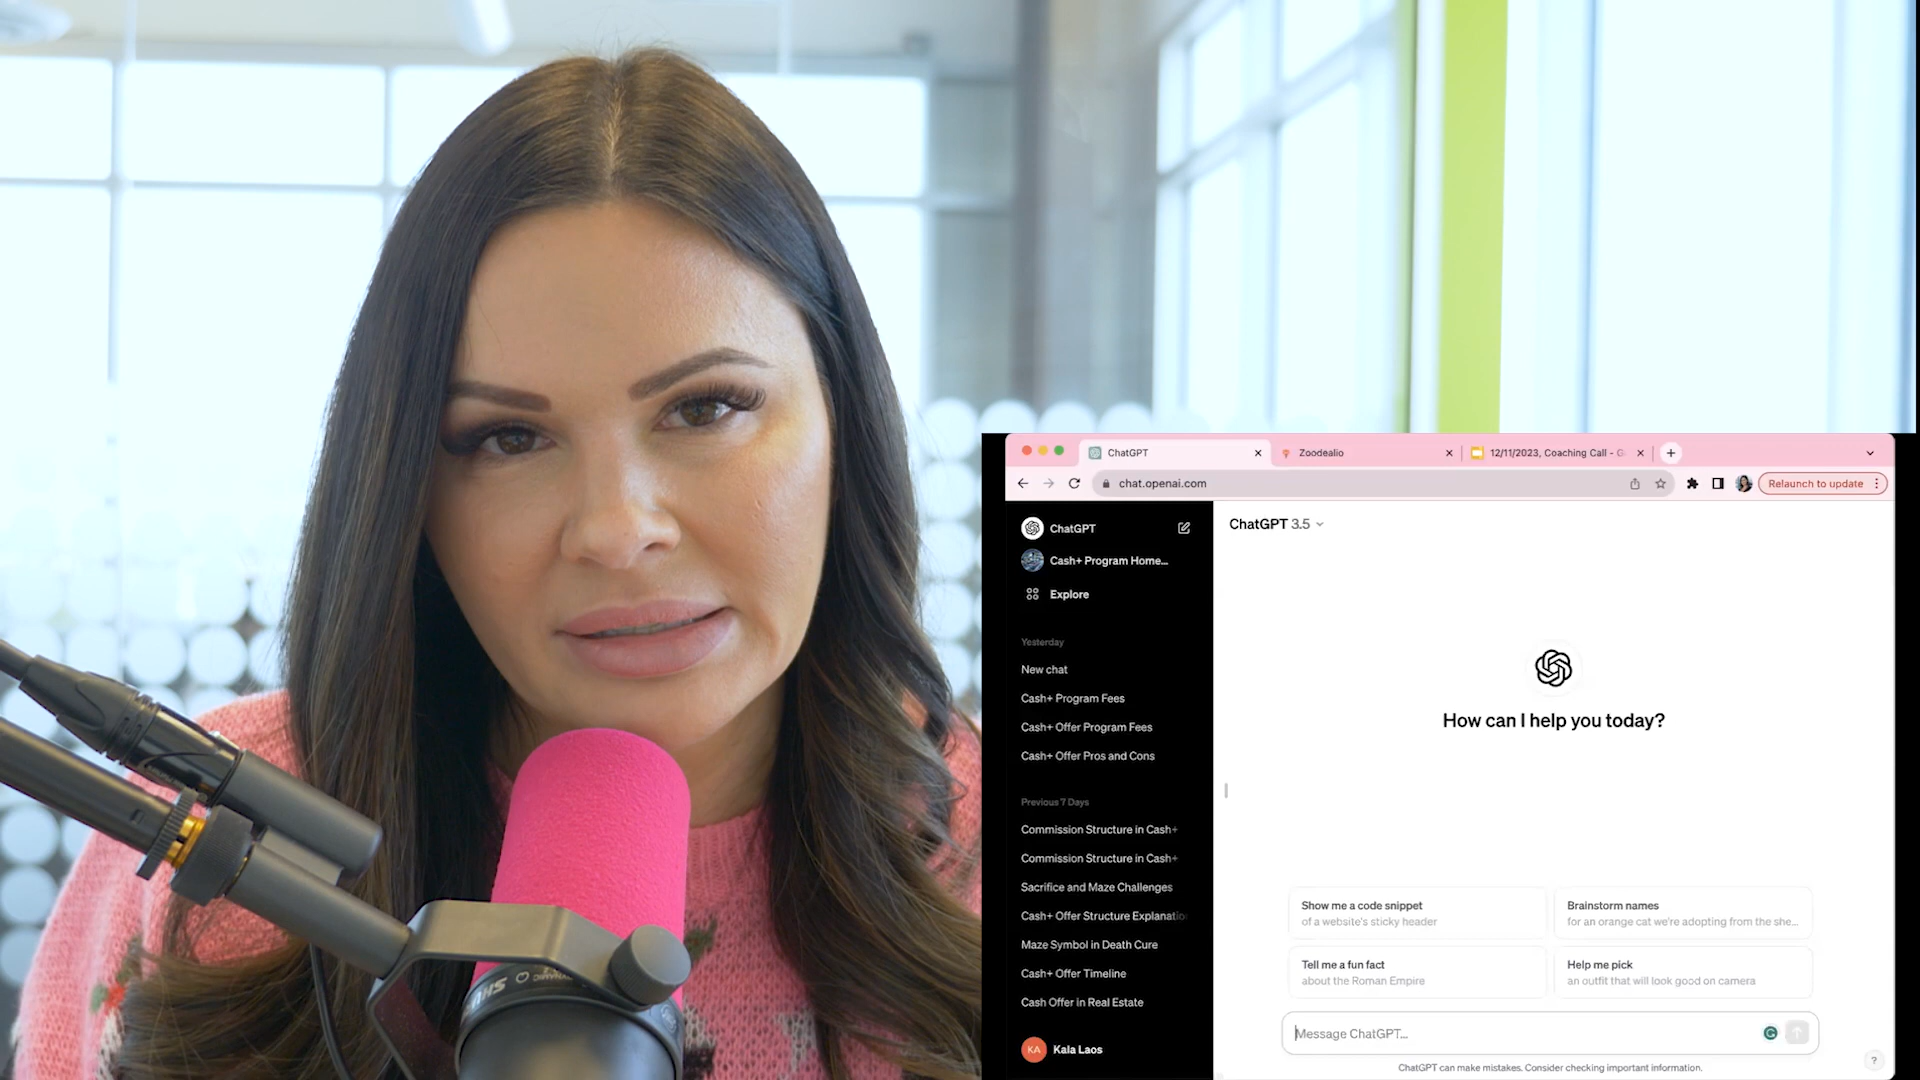 ChatGPT
Zoodealio
12/11/2023, Coaching Call - G
chat.openai.com
Relaunch to update
ChatGPT
Cash+ Program Home...
Explore
Yesterday
New chat
Cash+ Program Fees
Cash+ Offer Program Fees
Cash+ Offer Pros and Cons
Previous 7 Days
Commission Structure in Cash+
Commission Structure in Cash+
Sacrifice and Maze Challenges
Cash+ Offer Structure Explanatio
Maze Symbol in Death Cure
Cash+ Offer Timeline
Cash Offer in Real Estate
KA
Kala Laos
ChatGPT 3.5
How can I help you today?
Show me a code snippet
of a website's sticky header
Brainstorm names
for an orange cat we're adopting from the she...
Tell me a fun fact
about the Roman Empire
Help me pick
an outfit that will look good on camera
Message ChatGPT...
ChatGPT can make mistakes. Consider checking important information.
?